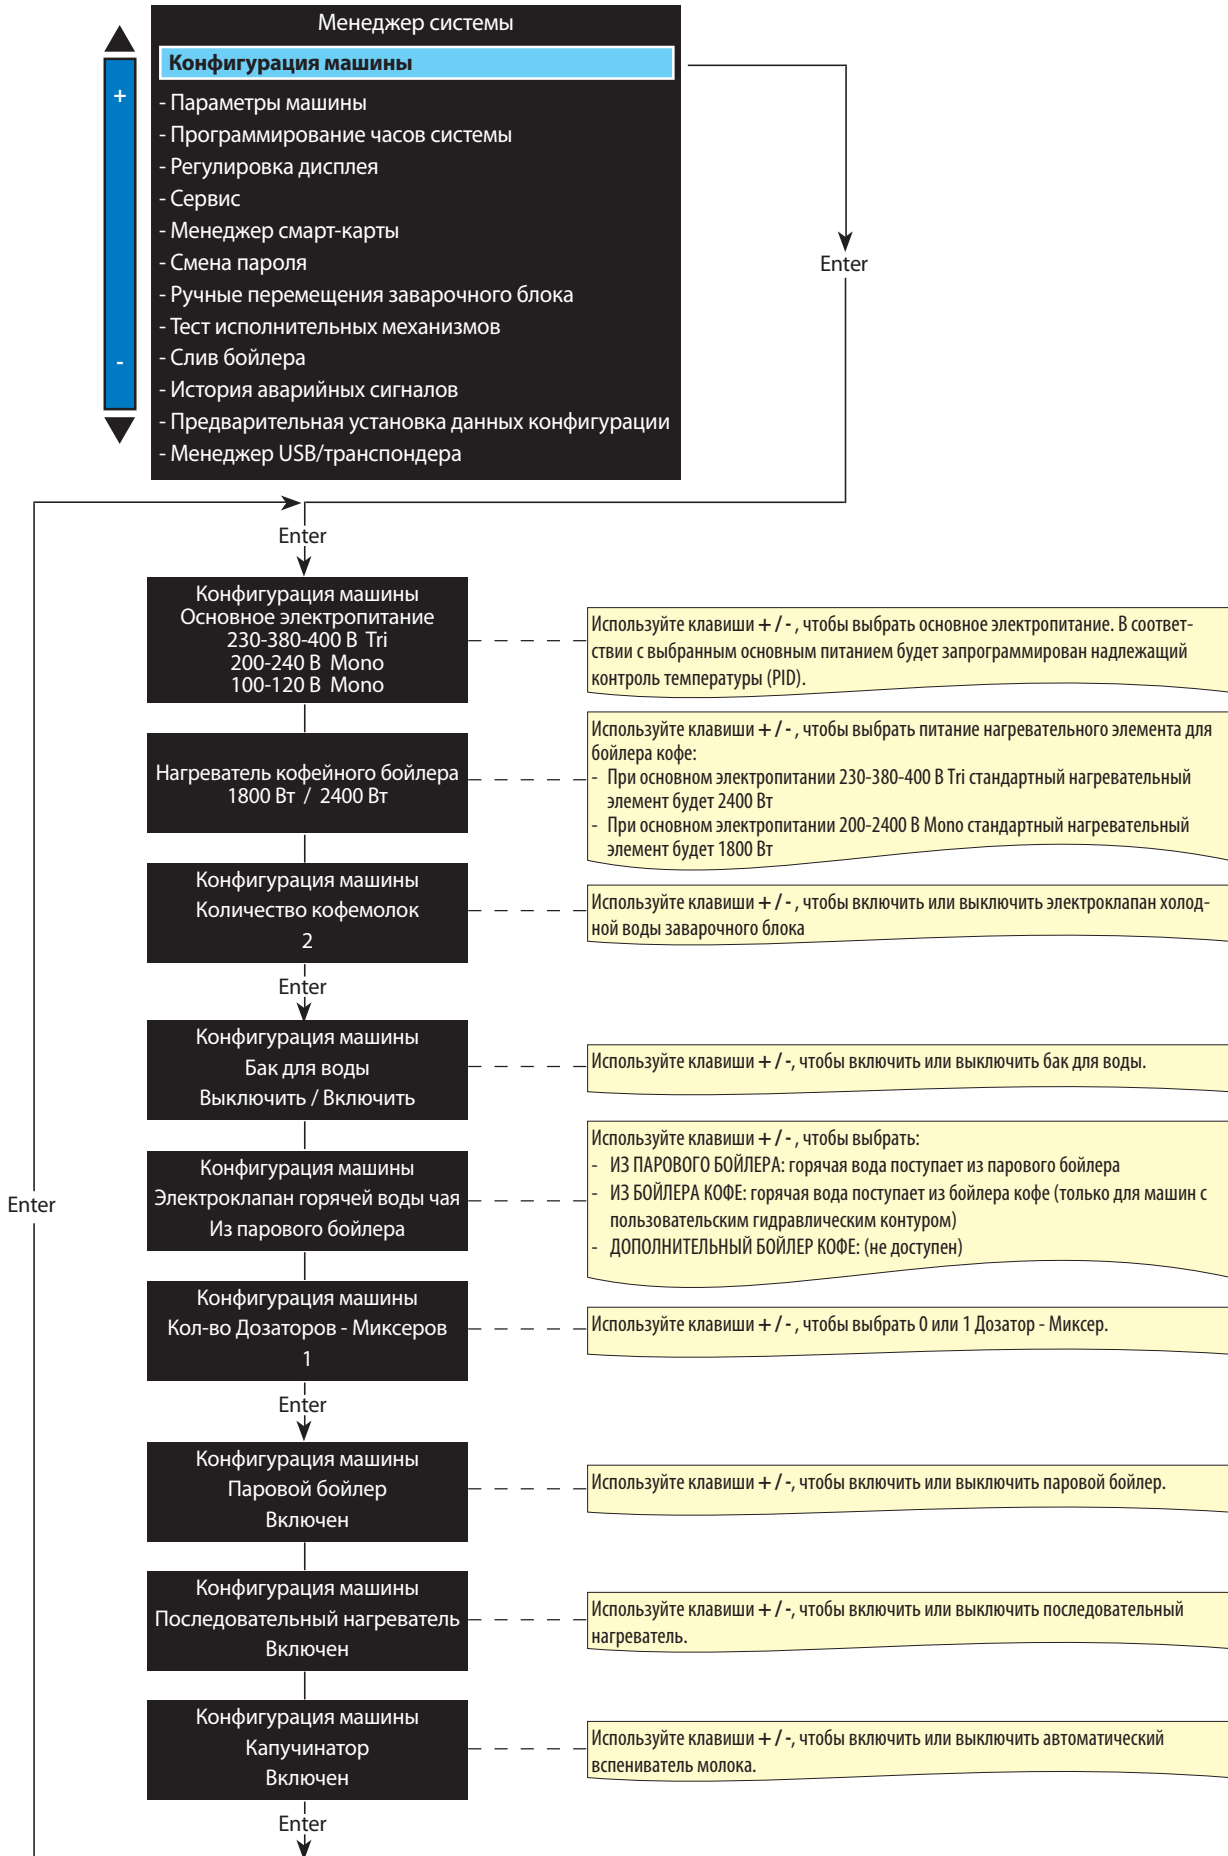 Менеджер системы
Конфигурация машины
+
- Параметры машины
- Программирование часов системы
- Регулировка дисплея
- Сервис
- Менеджер смарт-карты
- Смена пароля
Enter
- Ручные перемещения заварочного блока
- Тест исполнительных механизмов
- Слив бойлера
-
- История аварийных сигналов
- Предварительная установка данных конфигурации
- Менеджер USB/транспондера
Enter
Конфигурация машины
Основное электропитание
230-380-400 В Tri
200-240 В Mono
100-120 В Mono
Используйте клавиши + / - , чтобы выбрать основное электропитание. В соответ-
ствии с выбранным основным питанием будет запрограммирован надлежащий
контроль температуры (PID).
Нагреватель кофейного бойлера
1800 Вт / 2400 Вт
Используйте клавиши + / - , чтобы выбрать питание нагревательного элемента для
бойлера кофе:
- При основном электропитании 230-380-400 В Tri стандартный нагревательный
элемент будет 2400 Вт
- При основном электропитании 200-2400 В Mono стандартный нагревательный
элемент будет 1800 Вт
Конфигурация машины
Количество кофемолок
2
Используйте клавиши + / - , чтобы включить или выключить электроклапан холод-
ной воды заварочного блока
Enter
Конфигурация машины
Бак для воды
Выключить / Включить
Используйте клавиши + / -, чтобы включить или выключить бак для воды.
Конфигурация машины
Электроклапан горячей воды чая
Из парового бойлера
Используйте клавиши + / - , чтобы выбрать:
- ИЗ ПАРОВОГО БОЙЛЕРА: горячая вода поступает из парового бойлера
- ИЗ БОЙЛЕРА КОФЕ: горячая вода поступает из бойлера кофе (только для машин с
пользовательским гидравлическим контуром)
- ДОПОЛНИТЕЛЬНЫЙ БОЙЛЕР КОФЕ: (не доступен)
Enter
Конфигурация машины
Кол-во Дозаторов - Миксеров
1
Используйте клавиши + / - , чтобы выбрать 0 или 1 Дозатор - Миксер.
Enter
Конфигурация машины
Паровой бойлер
Включен
Используйте клавиши + / -, чтобы включить или выключить паровой бойлер.
Конфигурация машины
Последовательный нагреватель
Включен
Используйте клавиши + / -, чтобы включить или выключить последовательный
нагреватель.
Конфигурация машины
Капучинатор
Включен
Используйте клавиши + / -, чтобы включить или выключить автоматический
вспениватель молока.
Enter